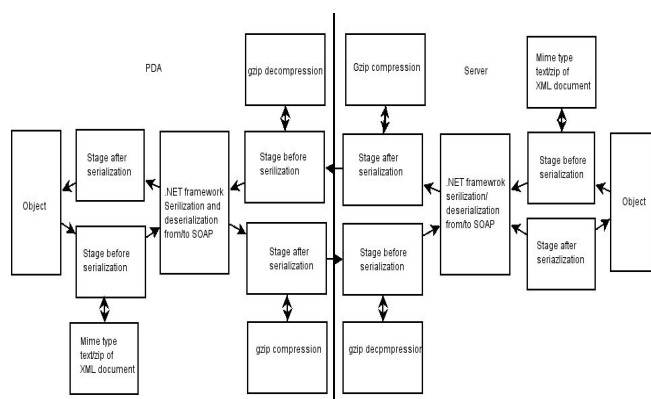 PDA
gzip decompression
Gzip compression
Server
Mime type
text/zip of
XML document
Object
Stage after
serialization
.NET framework
Serilization and
deserialization
from/to SOAP
Stage before
serilization
Stage after
serialization
.NET framewrok
serilization/
deserialization
from/to SOAP
Stage before
serialization
Object
Stage before
serialization
Stage after
serialization
Stage before
serialization
Stage after
seriazlization
Mime type
text/zip of
XML document
gzip compression
gzip decpmpression